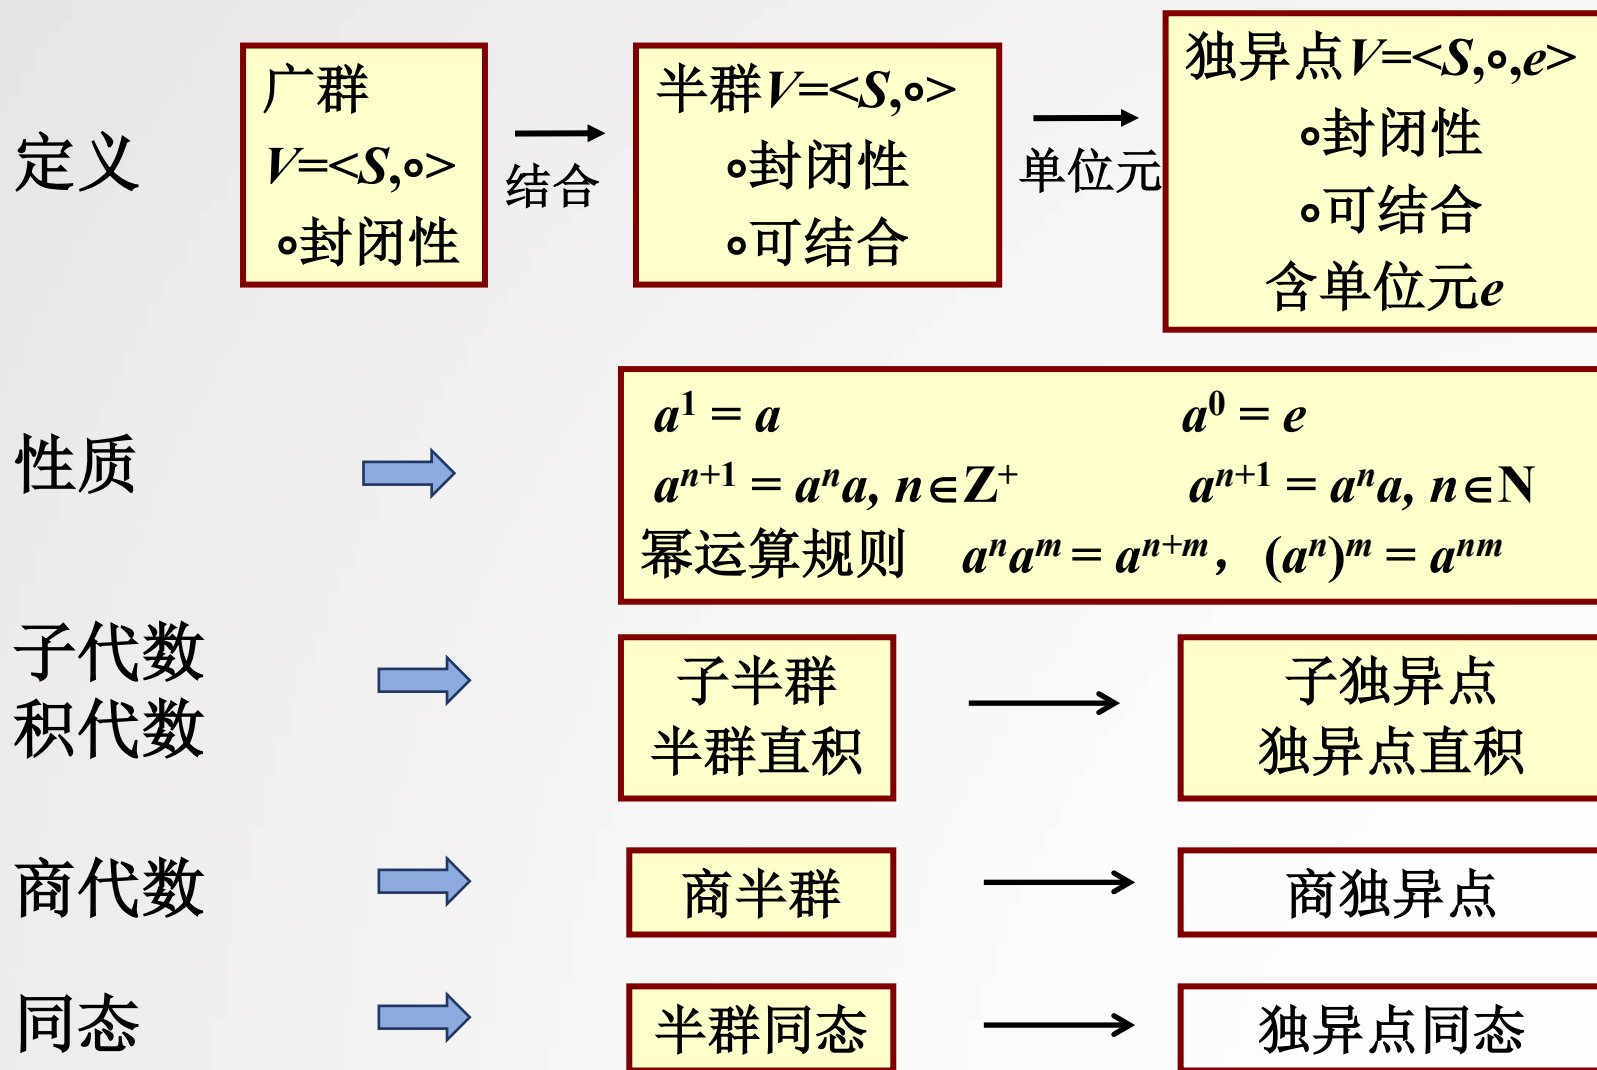 定义
广群
V=<S,∘>
∘封闭性
结合
半群V=<S,∘>
∘封闭性
∘可结合
单位元
独异点V=<S,∘,e>
∘封闭性
∘可结合
含单位元e
性质
a¹ = a
a⁰ = e
aⁿ⁺¹ = aⁿa, n∈Z⁺
aⁿ⁺¹ = aⁿa, n∈N
幂运算规则 aⁿaᵐ = aⁿ⁺ᵐ, (aⁿ)ᵐ = aⁿᵐ
子代数
积代数
子半群
半群直积
子独异点
独异点直积
商代数
商半群
商独异点
同态
半群同态
独异点同态